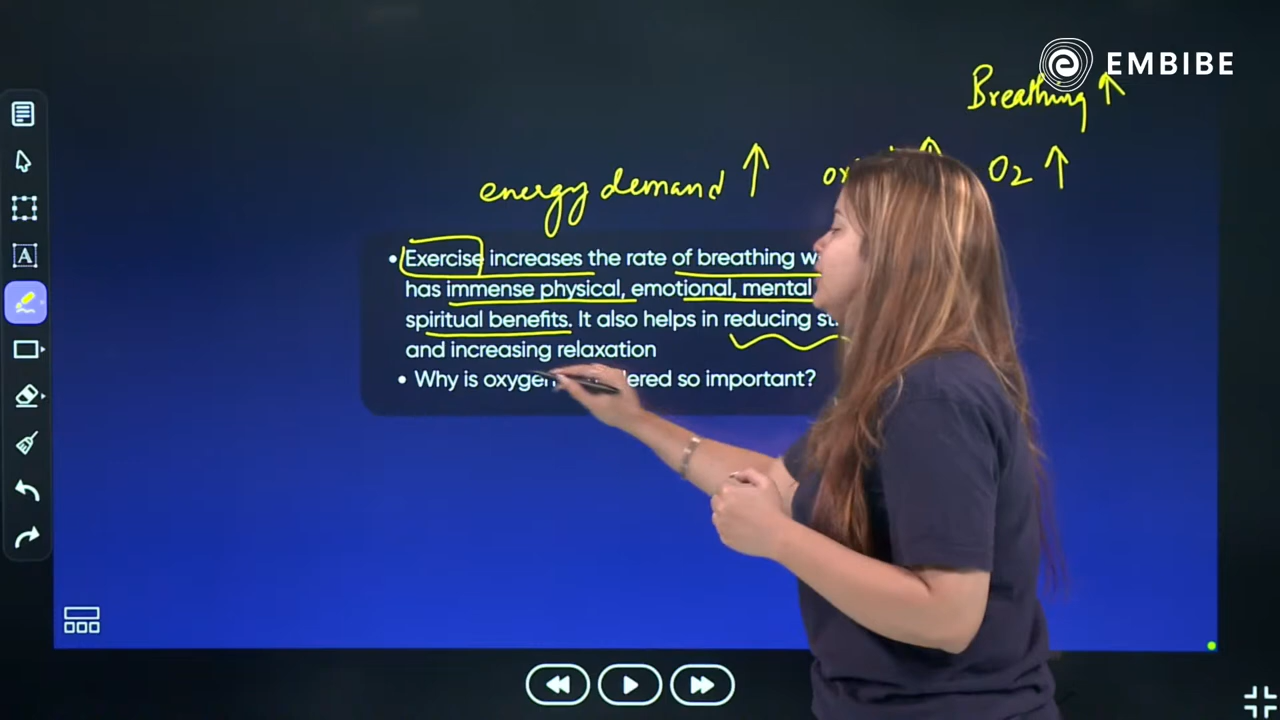 EMBIBE
Breathing ↑
energy demand ↑ ↑ O2 ↑
• Exercise increases the rate of breathing
has immense physical, emotional, mental
spiritual benefits. It also helps in reducing
and increasing relaxation
• Why is oxygen so important?